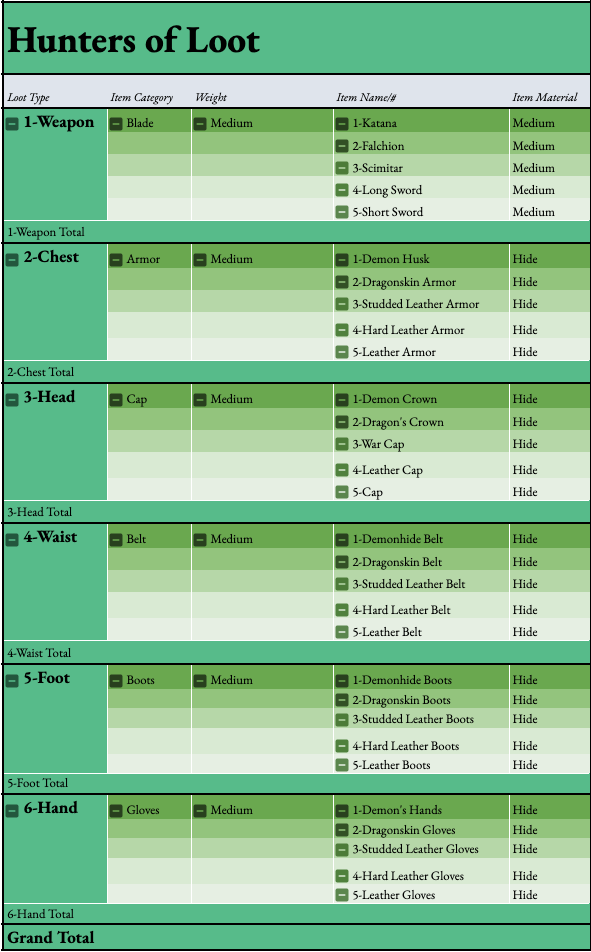 Hunters of Loot
Loot Type Item Category Weight Item Name/# Item Material
1-Weapon Blade Medium 1-Katana Medium
2-Falchion Medium
3-Scimitar Medium
4-Long Sword Medium
5-Short Sword Medium
1-Weapon Total
2-Chest Armor Medium 1-Demon Husk Hide
2-Dragonskin Armor Hide
3-Studded Leather Armor Hide
4-Hard Leather Armor Hide
5-Leather Armor Hide
2-Chest Total
3-Head Cap Medium 1-Demon Crown Hide
2-Dragon's Crown Hide
3-War Cap Hide
4-Leather Cap Hide
5-Cap Hide
3-Head Total
4-Waist Belt Medium 1-Demonhide Belt Hide
2-Dragonskin Belt Hide
3-Studded Leather Belt Hide
4-Hard Leather Belt Hide
5-Leather Belt Hide
4-Waist Total
5-Foot Boots Medium 1-Demonhide Boots Hide
2-Dragonskin Boots Hide
3-Studded Leather Boots Hide
4-Hard Leather Boots Hide
5-Leather Boots Hide
5-Foot Total
6-Hand Gloves Medium 1-Demon's Hands Hide
2-Dragonskin Gloves Hide
3-Studded Leather Gloves Hide
4-Hard Leather Gloves Hide
5-Leather Gloves Hide
6-Hand Total
Grand Total